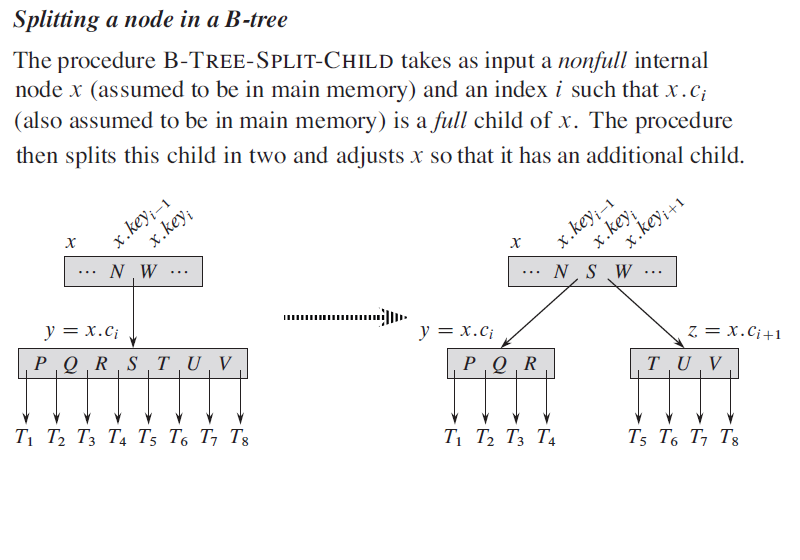 Splitting a node in a B-tree
The procedure B-TREE-SPLIT-CHILD takes as input a nonfull internal
node x (assumed to be in main memory) and an index i such that x.cᵢ
(also assumed to be in main memory) is a full child of x. The procedure
then splits this child in two and adjusts x so that it has an additional child.
x x.keyᵢ₋₁ x.keyᵢ
... N W ...
y = x.cᵢ
P Q R S T U V
T₁ T₂ T₃ T₄ T₅ T₆ T₇ T₈
x x.keyᵢ₋₁ x.keyᵢ x.keyᵢ₊₁
... N S W ...
y = x.cᵢ
z = x.cᵢ₊₁
P Q R
T U V
T₁ T₂ T₃ T₄
T₅ T₆ T₇ T₈